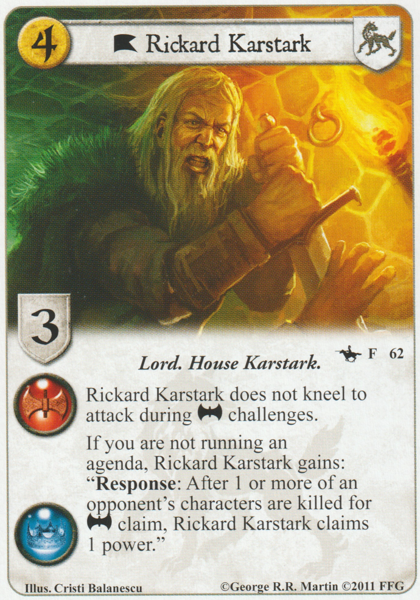 4
Rickard Karstark
3
F 62
Lord. House Karstark.
Rickard Karstark does not kneel to
attack during challenges.
If you are not running an
agenda, Rickard Karstark gains:
“Response: After 1 or more of an
opponent’s characters are killed for
claim, Rickard Karstark claims
1 power.”
Illus. Cristi Balanescu
©George R.R. Martin ©2011 FFG